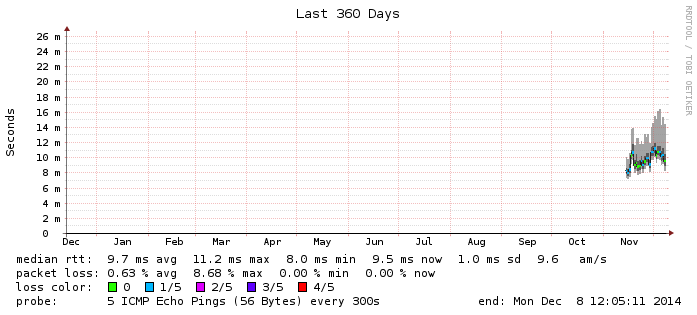 Last 360 Days
RRDTOOL / TOBI OETIKER
Seconds
26 m
24 m
22 m
20 m
18 m
16 m
14 m
12 m
10 m
8 m
6 m
4 m
2 m
0
Dec Jan Feb Mar Apr May Jun Jul Aug Sep Oct Nov
median rtt: 9.7 ms avg 11.2 ms max 8.0 ms min 9.5 ms now 1.0 ms sd 9.6 am/s
packet loss: 0.63 % avg 8.68 % max 0.00 % min 0.00 % now
loss color: 0 1/5 2/5 3/5 4/5
probe: 5 ICMP Echo Pings (56 Bytes) every 300s end: Mon Dec 8 12:05:11 2014